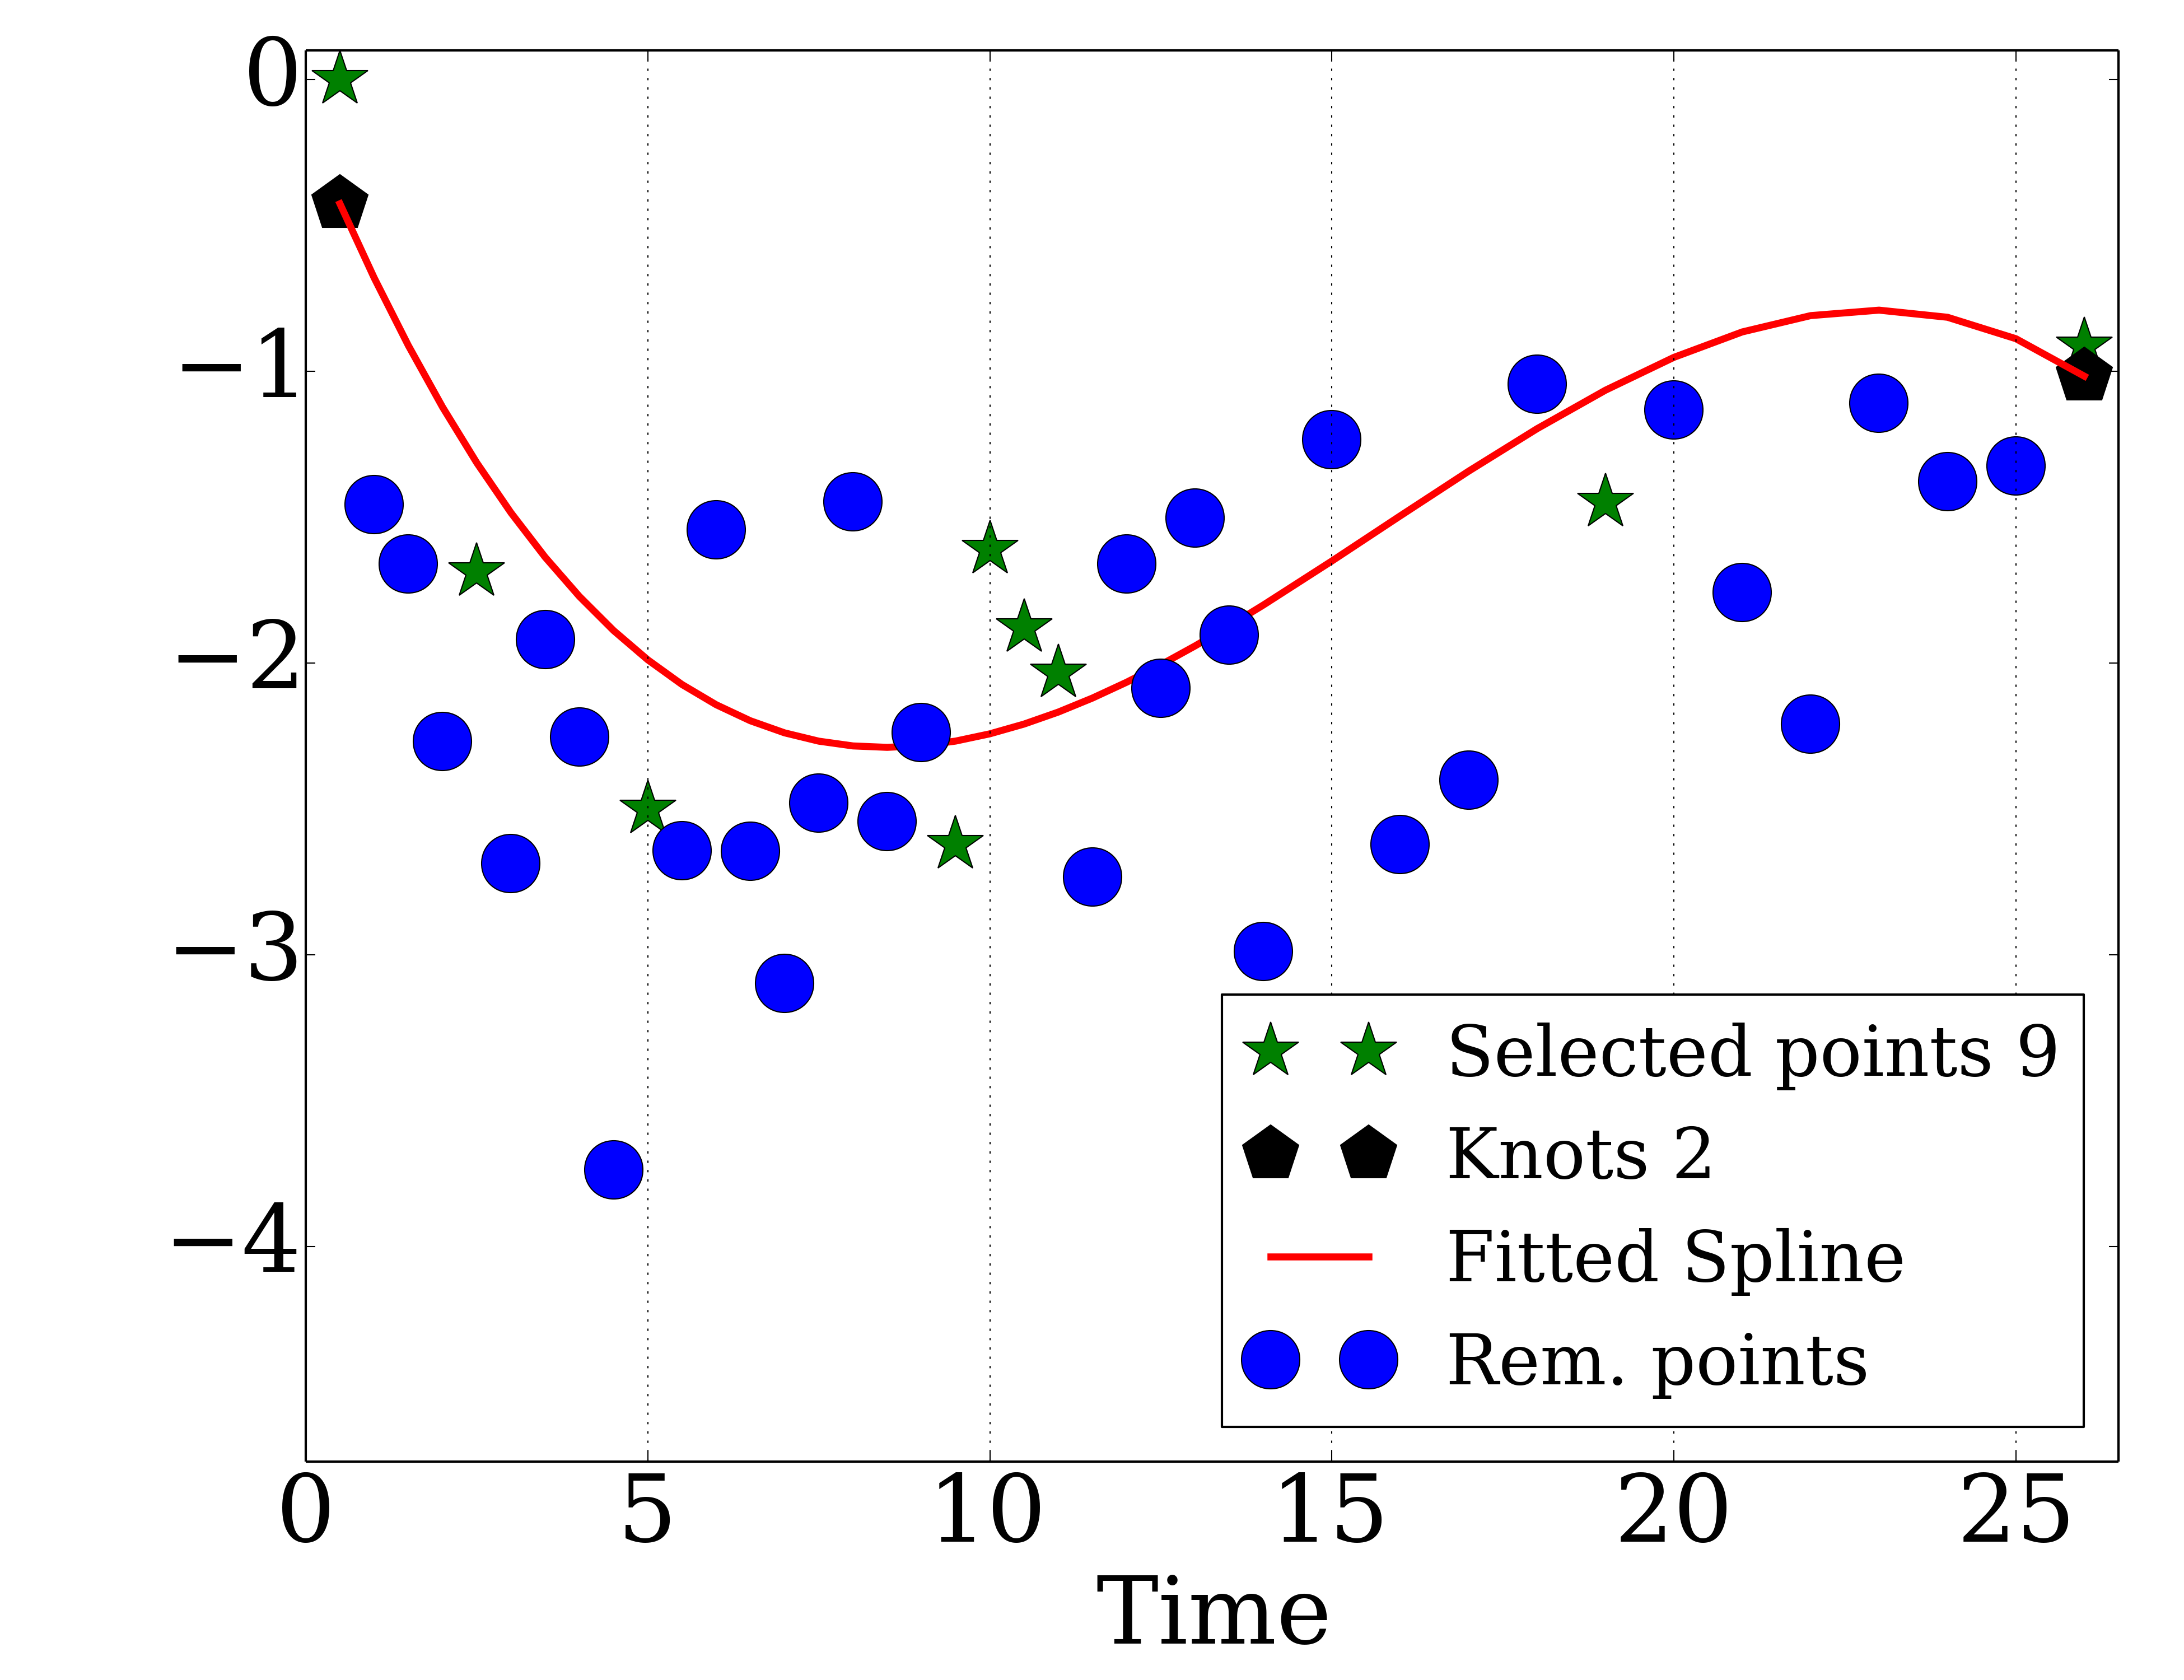 0
−1
−2
−3
−4
Selected points 9
Knots 2
Fitted Spline
Rem. points
0 5 10 15 20 25
Time